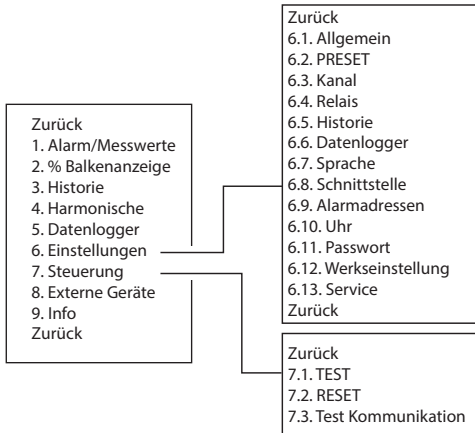 Zurück
1. Alarm/Messwerte
2. % Balkenanzeige
3. Historie
4. Harmonische
5. Datenlogger
6. Einstellungen
7. Steuerung
8. Externe Geräte
9. Info
Zurück
Zurück
6.1. Allgemein
6.2. PRESET
6.3. Kanal
6.4. Relais
6.5. Historie
6.6. Datenlogger
6.7. Sprache
6.8. Schnittstelle
6.9. Alarmadressen
6.10. Uhr
6.11. Passwort
6.12. Werkseinstellung
6.13. Service
Zurück
Zurück
7.1. TEST
7.2. RESET
7.3. Test Kommunikation